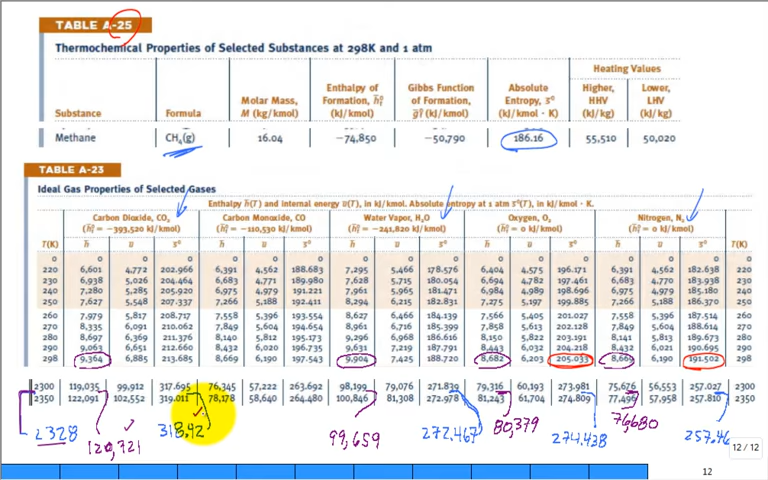 TABLE A-25
Thermochemical Properties of Selected Substances at 298K and 1 atm
Heating Values
Substance Formula Molar Mass, M (kg/kmol) Enthalpy of Formation, h̄°f (kJ/kmol) Gibbs Function of Formation, ḡ°f (kJ/kmol) Absolute Entropy, s̄° (kJ/kmol · K) Higher, HHV (kJ/kg) Lower, LHV (kJ/kg)
Methane CH₄(g) 16.04 −74,850 −50,790 186.16 55,510 50,020
TABLE A-23
Ideal Gas Properties of Selected Gases
Enthalpy h̄(T) and internal energy ū(T), in kJ/kmol. Absolute entropy at 1 atm s̄°(T), in kJ/kmol · K.
Carbon Dioxide, CO₂ Carbon Monoxide, CO Water Vapor, H₂O Oxygen, O₂ Nitrogen, N₂
(h̄°f = −393,520 kJ/kmol) (h̄°f = −110,530 kJ/kmol) (h̄°f = −241,820 kJ/kmol) (h̄°f = 0 kJ/kmol) (h̄°f = 0 kJ/kmol)
T(K) h̄ ū s̄° h̄ ū s̄° h̄ ū s̄° h̄ ū s̄° h̄ ū s̄° T(K)
0 0 0 0 0 0 0 0 0 0 0 0 0 0 0 0 0
220 6,601 4,772 202.966 6,391 4,562 188.683 7,295 5,466 178.576 6,404 4,575 196.171 6,391 4,562 182.638 220
230 6,938 5,026 204.464 6,683 4,771 189.980 7,628 5,715 180.054 6,694 4,782 197.461 6,683 4,770 183.938 230
240 7,280 5,285 205.920 6,975 4,979 191.221 7,961 5,965 181.471 6,984 4,989 198.696 6,975 4,979 185.180 240
250 7,627 5,548 207.337 7,266 5,188 192.411 8,294 6,215 182.831 7,275 5,197 199.885 7,266 5,188 186.370 250
260 7,979 5,817 208.717 7,558 5,396 193.554 8,627 6,466 184.139 7,566 5,405 201.027 7,558 5,396 187.514 260
270 8,335 6,091 210.062 7,849 5,604 194.654 8,961 6,716 185.399 7,858 5,613 202.128 7,849 5,604 188.614 270
280 8,697 6,369 211.376 8,140 5,812 195.173 9,296 6,968 186.616 8,150 5,822 203.191 8,141 5,813 189.673 280
290 9,063 6,651 212.660 8,432 6,020 196.735 9,631 7,219 187.791 8,443 6,032 204.218 8,432 6,021 190.695 290
298 9,364 6,885 213.685 8,669 6,190 197.543 9,904 7,425 188.720 8,682 6,203 205.033 8,669 6,190 191.502 298
2300 119,035 99,912 317.695 76,345 57,222 263.692 98,199 79,076 271.839 79,316 60,193 273.981 75,676 56,553 257.027 2300
2350 122,091 102,552 319.011 78,178 58,640 264.480 100,846 81,308 272.978 81,243 61,704 274.809 77,496 57,958 257.810 2350
2328 120,721 318.42 99,659 272.467 80,379 274.438 76,680 257.46
12 / 12
12